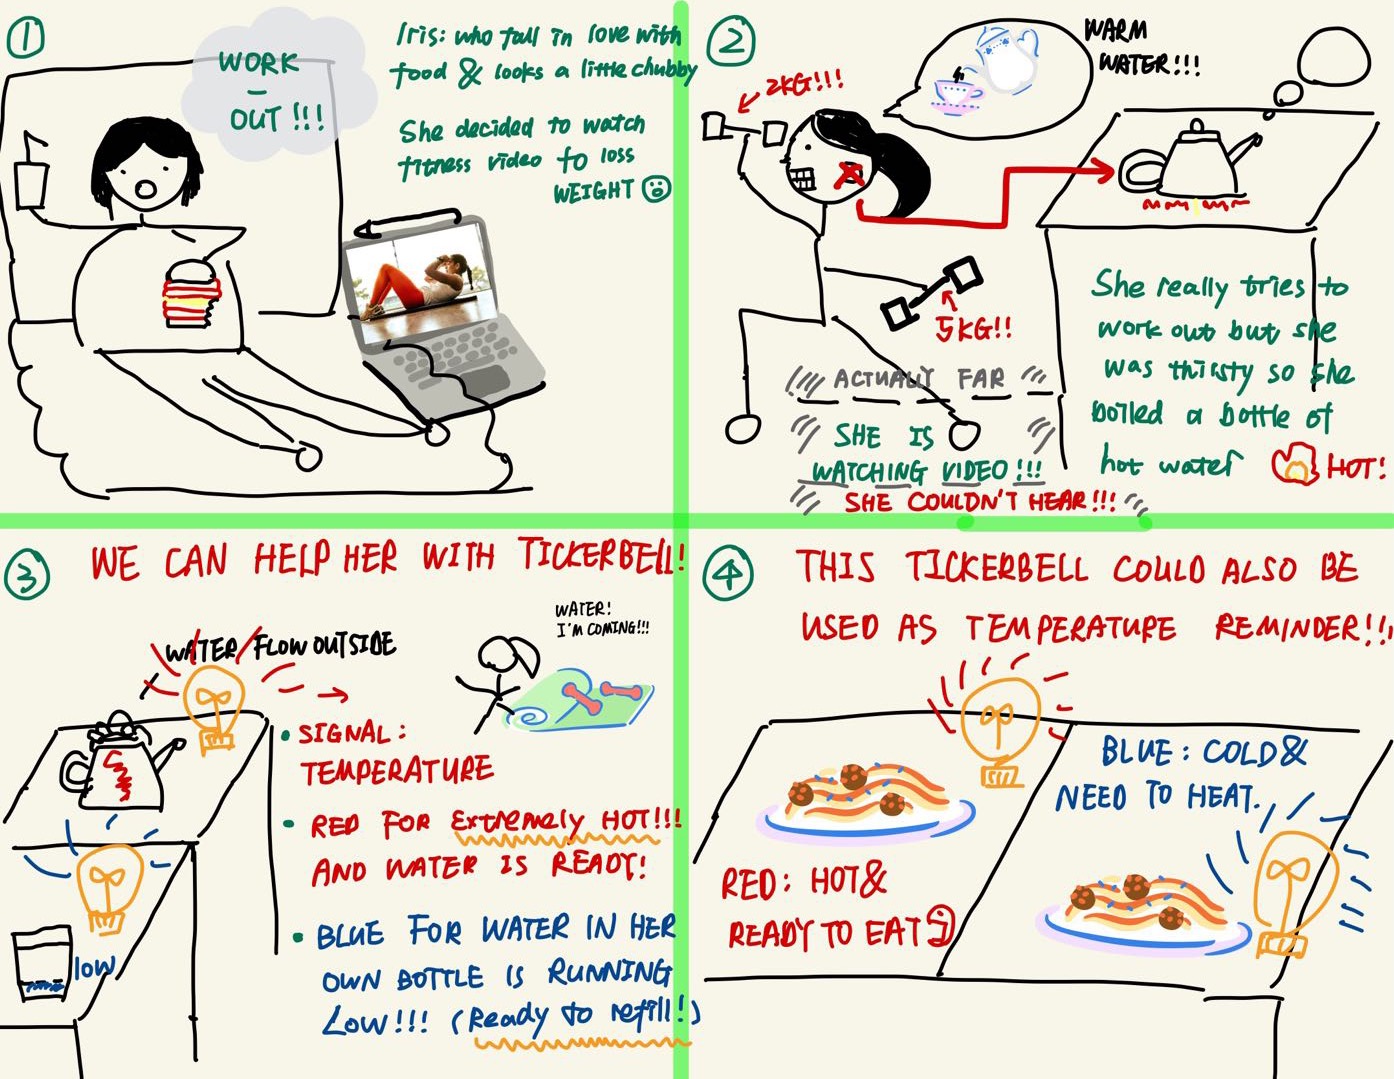 1
WORK
-
OUT !!!
Iris: who fall in love with
food & looks a little chubby
She decided to watch
fitness video to loss
WEIGHT
2
2KG!!!
WARM
WATER!!!
5KG!!
ACTUALLY FAR
SHE IS
WATCHING VIDEO!!!
SHE COULDN'T HEAR!!!
She really tries to
work out but she
was thirsty so she
boiled a bottle of
hot water
HOT!
3
WE CAN HELP HER WITH TICKERBELL!
WATER FLOW OUTSIDE
WATER!
I'M COMING!!!
• SIGNAL:
TEMPERATURE
• RED FOR Extremely HOT!!!
AND WATER IS READY!
• BLUE FOR WATER IN HER
OWN BOTTLE IS RUNNING
LOW!!! (Ready to refill!)
low
4
THIS TICKERBELL COULD ALSO BE
USED AS TEMPERATURE REMINDER!!!
RED: HOT&
READY TO EAT
BLUE: COLD&
NEED TO HEAT.